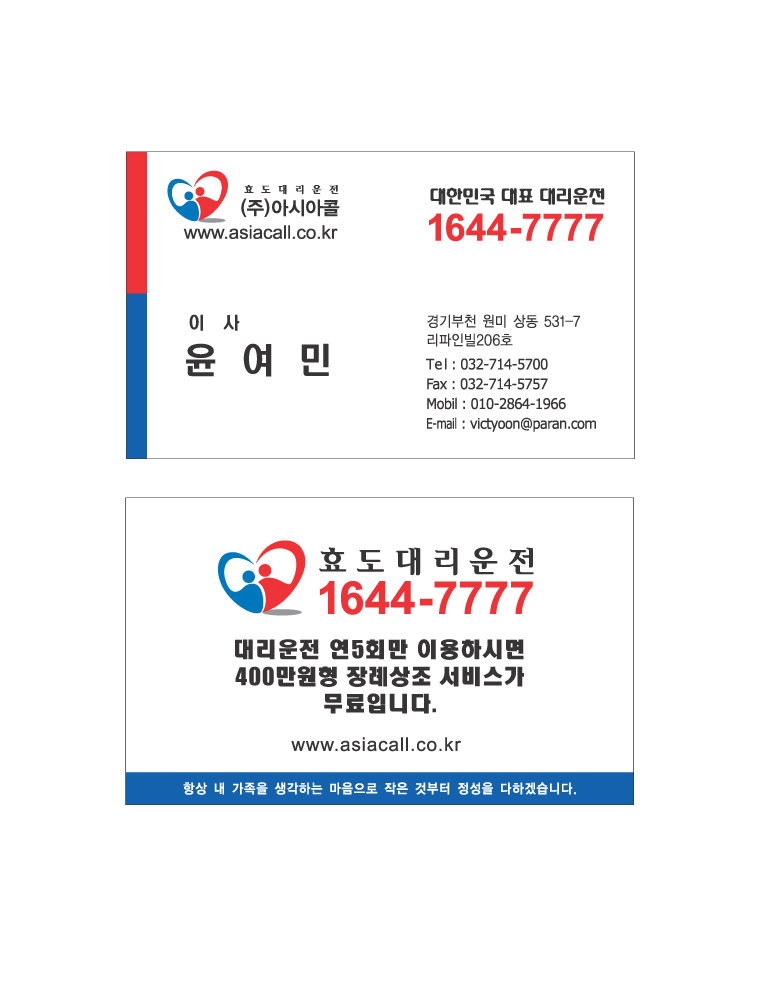 효도대리운전
(주)아시아콜
www.asiacall.co.kr
대한민국 대표 대리운전
1644-7777
이 사
윤 여 민
경기부천 원미 상동 531-7
리파인빌206호
Tel : 032-714-5700
Fax : 032-714-5757
Mobil : 010-2864-1966
E-mail : victyoon@paran.com
효도대리운전
1644-7777
대리운전 연5회만 이용하시면
400만원형 장례상조 서비스가
무료입니다.
www.asiacall.co.kr
항상 내 가족을 생각하는 마음으로 작은 것부터 정성을 다하겠습니다.